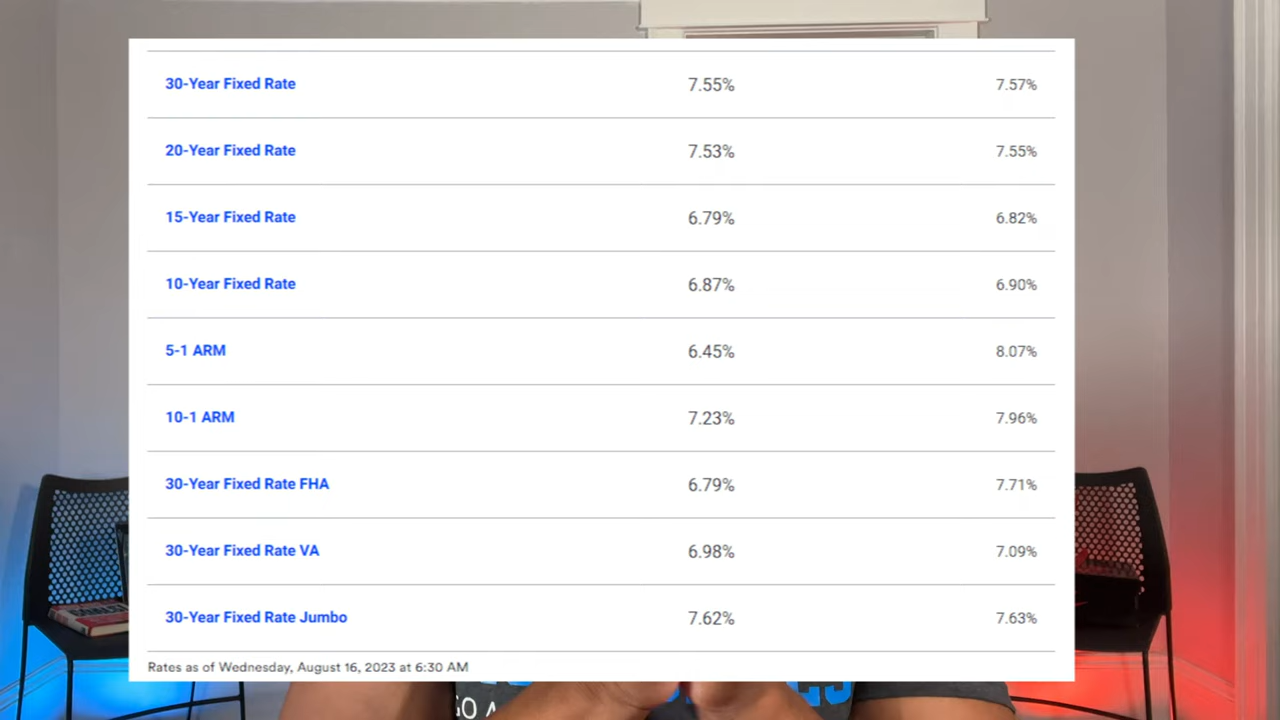 30-Year Fixed Rate 7.55% 7.57%
20-Year Fixed Rate 7.53% 7.55%
15-Year Fixed Rate 6.79% 6.82%
10-Year Fixed Rate 6.87% 6.90%
5-1 ARM 6.45% 8.07%
10-1 ARM 7.23% 7.96%
30-Year Fixed Rate FHA 6.79% 7.71%
30-Year Fixed Rate VA 6.98% 7.09%
30-Year Fixed Rate Jumbo 7.62% 7.63%
Rates as of Wednesday, August 16, 2023 at 6:30 AM